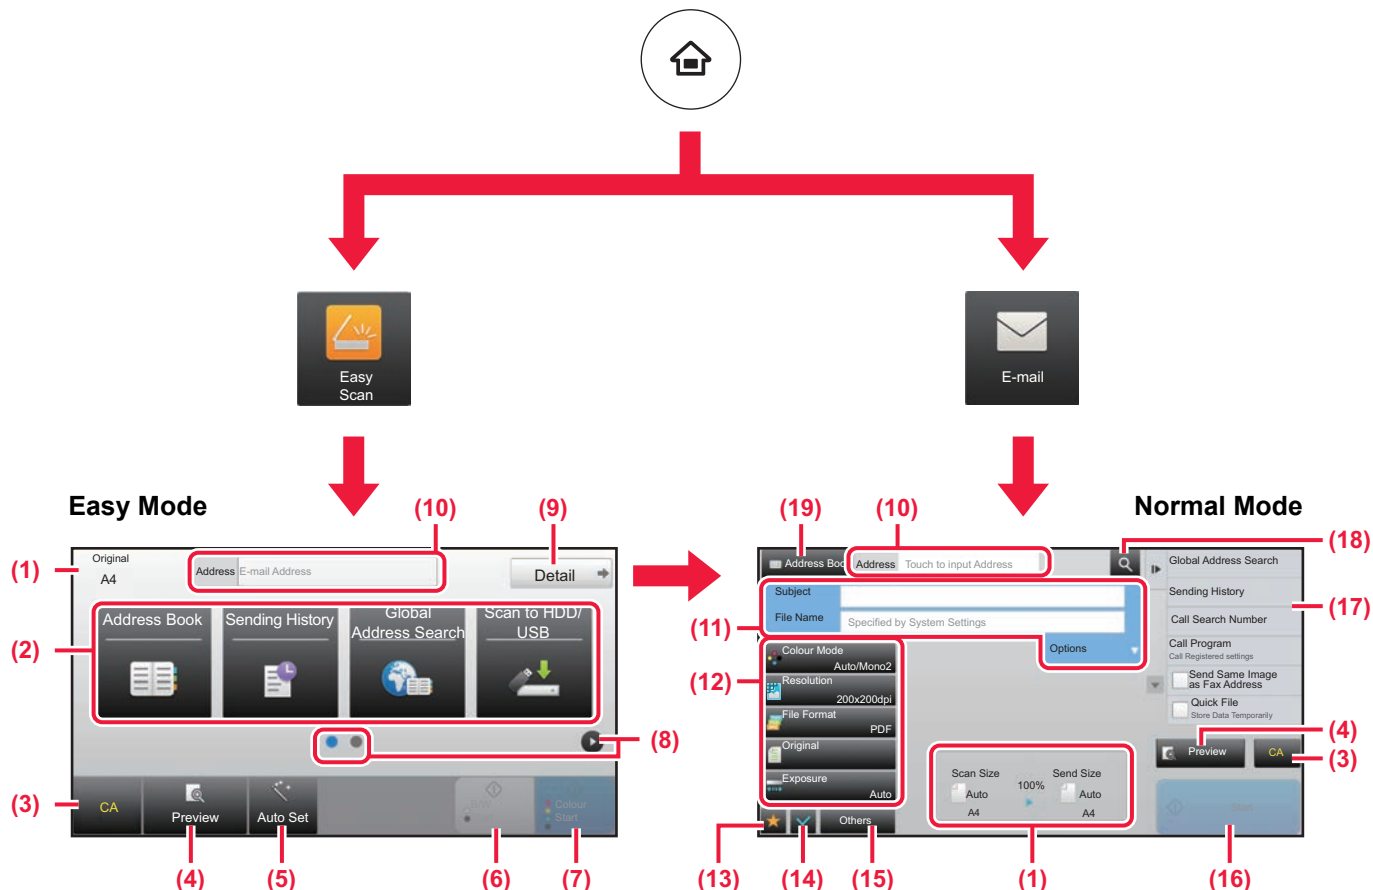 Easy
Scan
E-mail
Easy Mode
Normal Mode
(10)
(9)
(19)
(10)
(18)
(1)
Original
A4
Address
E-mail Address
Detail
Address Book
Sending History
Global
Address Search
Scan to HDD/
USB
(2)
(8)
(3)
CA
Preview
Auto Set
B/W
Colour
Start
(4)
(5)
(6)
(7)
Address Boo
Address
Touch to input Address
Global Address Search
Subject
Sending History
(17)
File Name
Specified by System Settings
Call Search Number
(11)
Options
Call Program
Call Registered settings
Colour Mode
Auto/Mono2
(12)
Send Same Image
as Fax Address
Resolution
200x200dpi
Quick File
Store Data Temporarily
File Format
PDF
(4)
Original
Preview
CA
(3)
Exposure
Auto
Scan Size
Auto
A4
100%
Send Size
Auto
A4
Start
Others
(13)
(14)
(15)
(1)
(16)